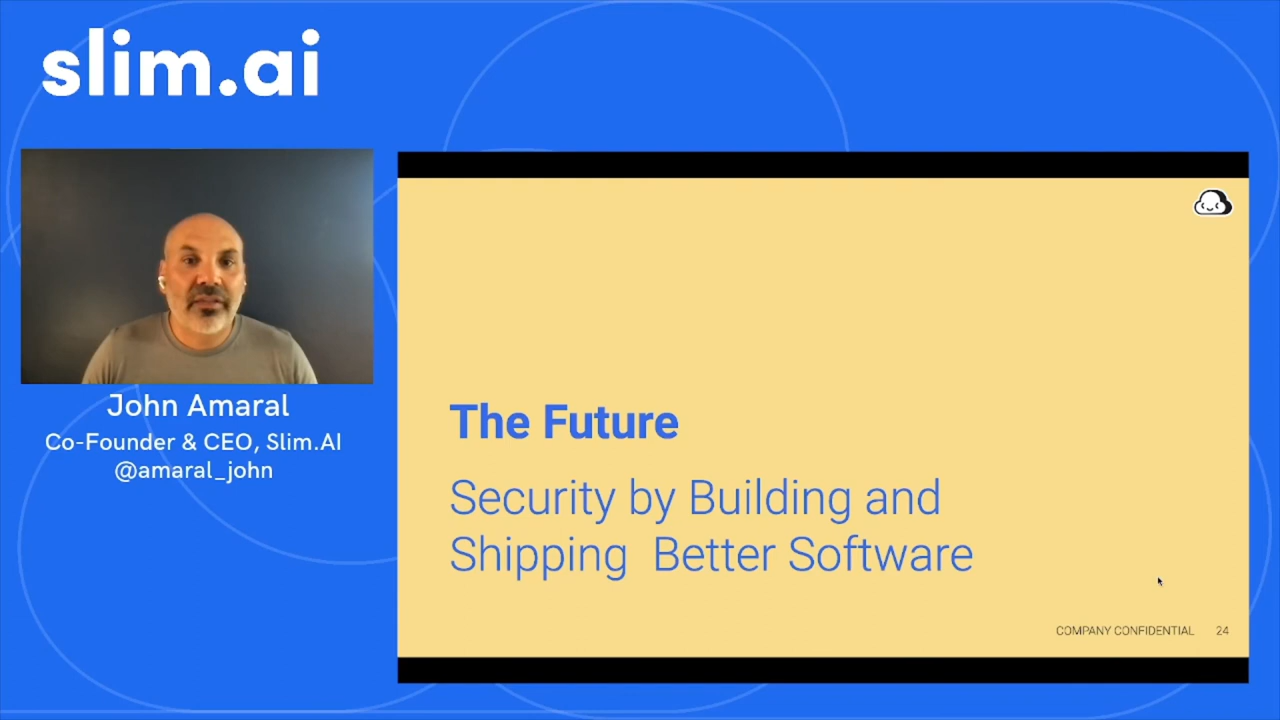 slim.ai
John Amaral
Co-Founder & CEO, Slim.AI
@amaral_john
The Future
Security by Building and
Shipping  Better Software
COMPANY CONFIDENTIAL 24